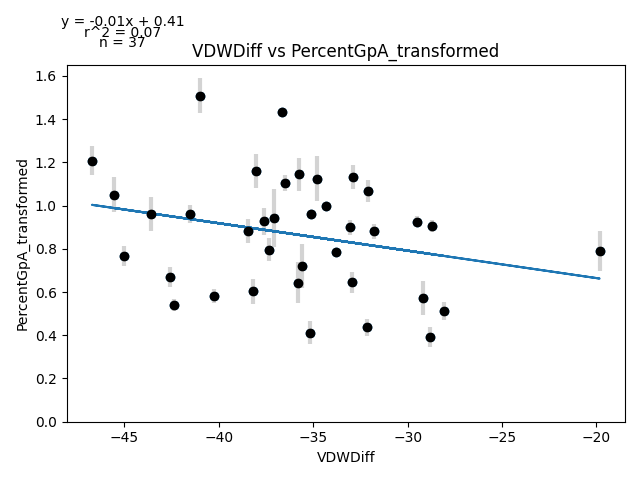 y = -0.01x + 0.41
r^2 = 0.07
n = 37
VDWDiff vs PercentGpA_transformed
1.6
1.4
1.2
1.0
0.8
0.6
0.4
0.2
0.0
PercentGpA_transformed
−45
−40
−35
−30
−25
−20
VDWDiff